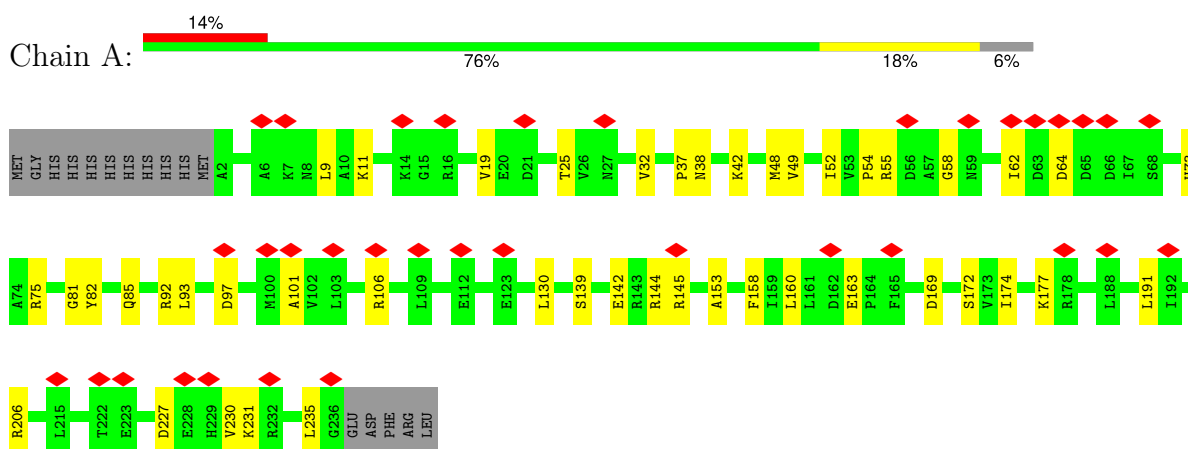 14%
Chain A:
76% 18% 6%
MET GLY HIS HIS HIS HIS HIS HIS HIS HIS MET A2 A6 K7 N8 L9 A10 K11 K14 G15 R16 V19 E20 D21 T25 V26 N27 V32 P37 N38 K42 M48 V49 I52 V53 P54 R55 D56 A57 G58 N59 I62 D63 D64 D65 D66 I67 S68
A74 R75 G81 Y82 Q85 R92 L93 D97 M100 A101 V102 L103 R106 L109 E112 E123 L130 S139 E142 R143 R144 R145 A153 F158 I159 L160 L161 D162 E163 P164 F165 D169 S172 V173 I174 K177 R178 L188 L191 I192
R206 L215 T222 E223 D227 E228 H229 V230 K231 R232 L235 G236 GLU ASP PHE ARG LEU